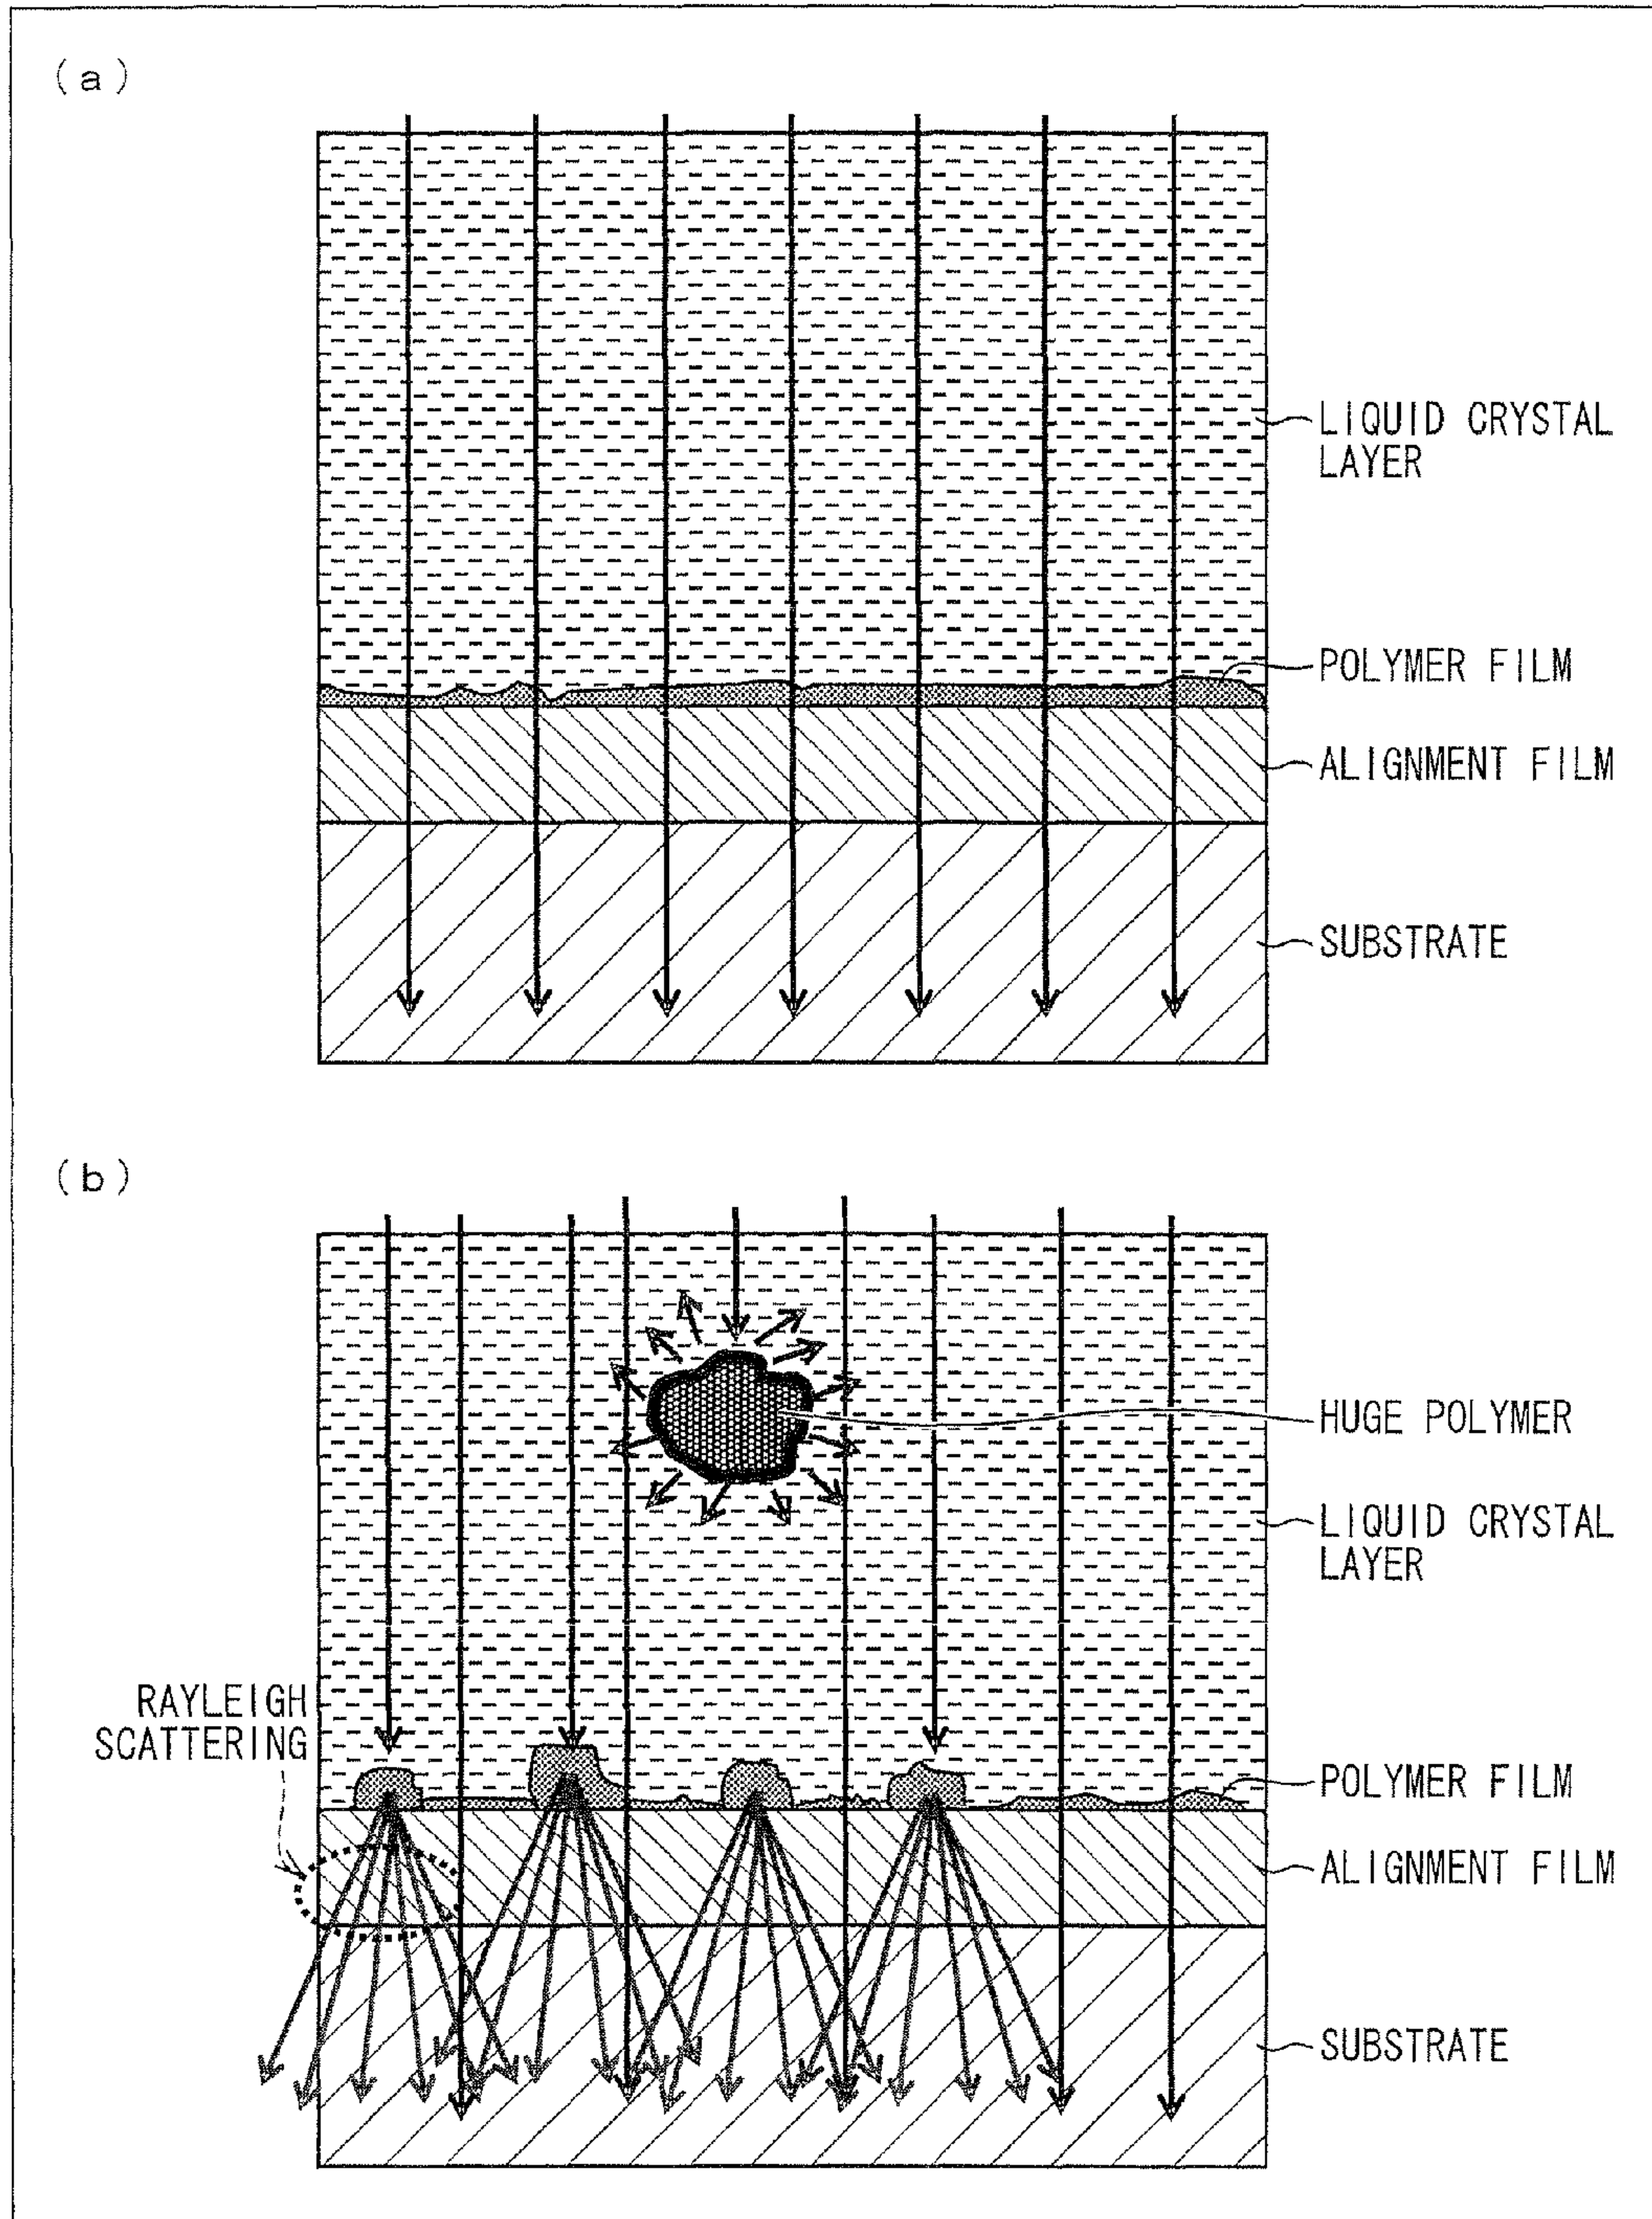 (a)
LIQUID CRYSTAL
LAYER
POLYMER FILM
ALIGNMENT FILM
SUBSTRATE
(b)
HUGE POLYMER
LIQUID CRYSTAL
LAYER
RAYLEIGH
SCATTERING
POLYMER FILM
ALIGNMENT FILM
SUBSTRATE